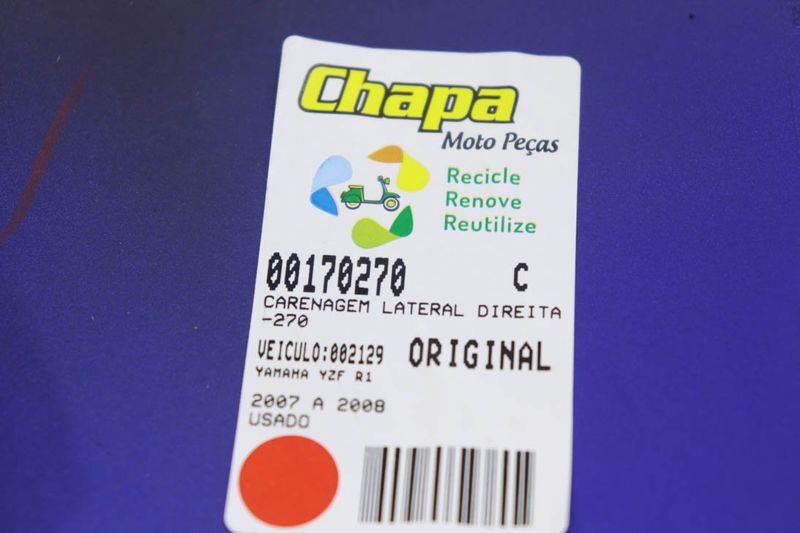 Chapa
Moto Peças
Recicle
Renove
Reutilize
00170270 C
CARENAGEM LATERAL DIREITA
-270
VEICULO:002129 ORIGINAL
YAMAHA YZF R1
2007 A 2008
USADO